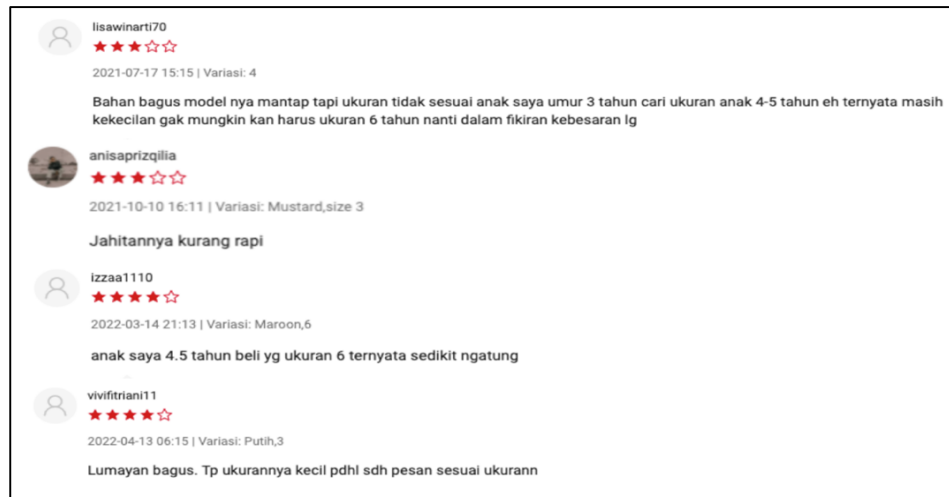 lisawinarti70
2021-07-17 15:15 | Variasi: 4
Bahan bagus model nya mantap tapi ukuran tidak sesuai anak saya umur 3 tahun cari ukuran anak 4-5 tahun eh ternyata masih
kekecilan gak mungkin kan harus ukuran 6 tahun nanti dalam fikiran kebesaran lg
anisaprizqilia
2021-10-10 16:11 | Variasi: Mustard,size 3
Jahitannya kurang rapi
izzaa1110
2022-03-14 21:13 | Variasi: Maroon,6
anak saya 4.5 tahun beli yg ukuran 6 ternyata sedikit ngatung
vivifitriani11
2022-04-13 06:15 | Variasi: Putih,3
Lumayan bagus. Tp ukurannya kecil pdhl sdh pesan sesuai ukurann